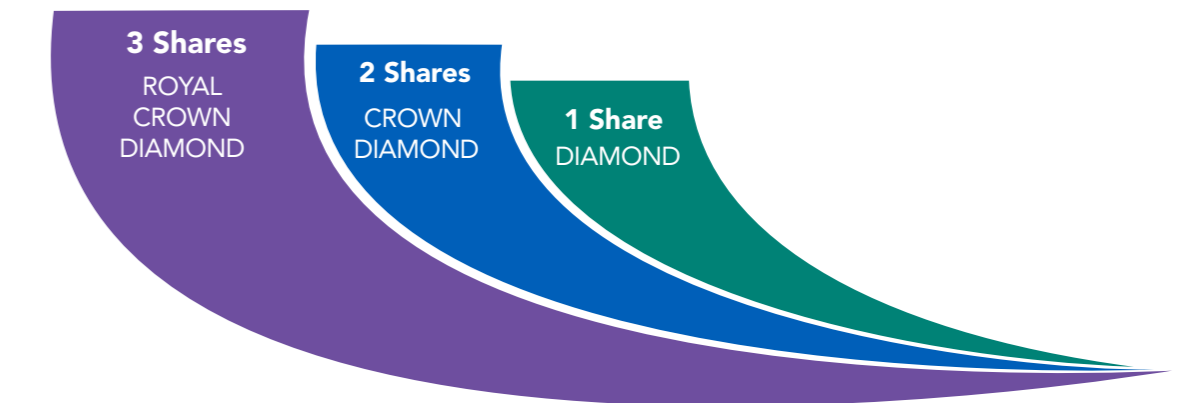 3 Shares
ROYAL
CROWN
DIAMOND
2 Shares
CROWN
DIAMOND
1 Share
DIAMOND